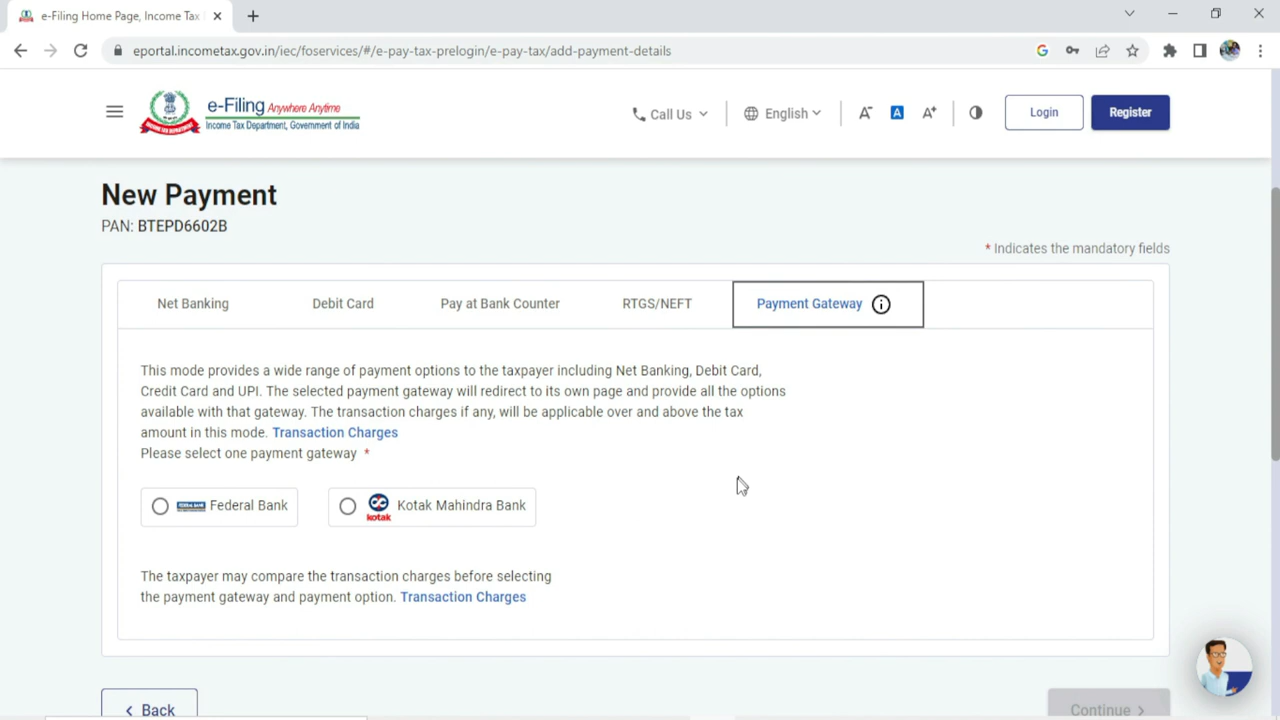 e-Filing Home Page, Income Tax
eportal.incometax.gov.in/iec/foservices/#/e-pay-tax-prelogin/e-pay-tax/add-payment-details
e-Filing Anywhere Anytime
Income Tax Department, Government of India
Call Us
English
A-
A
A+
Login
Register
New Payment
PAN: BTEPD6602B
* Indicates the mandatory fields
Net Banking
Debit Card
Pay at Bank Counter
RTGS/NEFT
Payment Gateway
This mode provides a wide range of payment options to the taxpayer including Net Banking, Debit Card,
Credit Card and UPI. The selected payment gateway will redirect to its own page and provide all the options
available with that gateway. The transaction charges if any, will be applicable over and above the tax
amount in this mode. Transaction Charges
Please select one payment gateway *
FEDERAL BANK Federal Bank
kotak Kotak Mahindra Bank
The taxpayer may compare the transaction charges before selecting
the payment gateway and payment option. Transaction Charges
< Back
Continue >